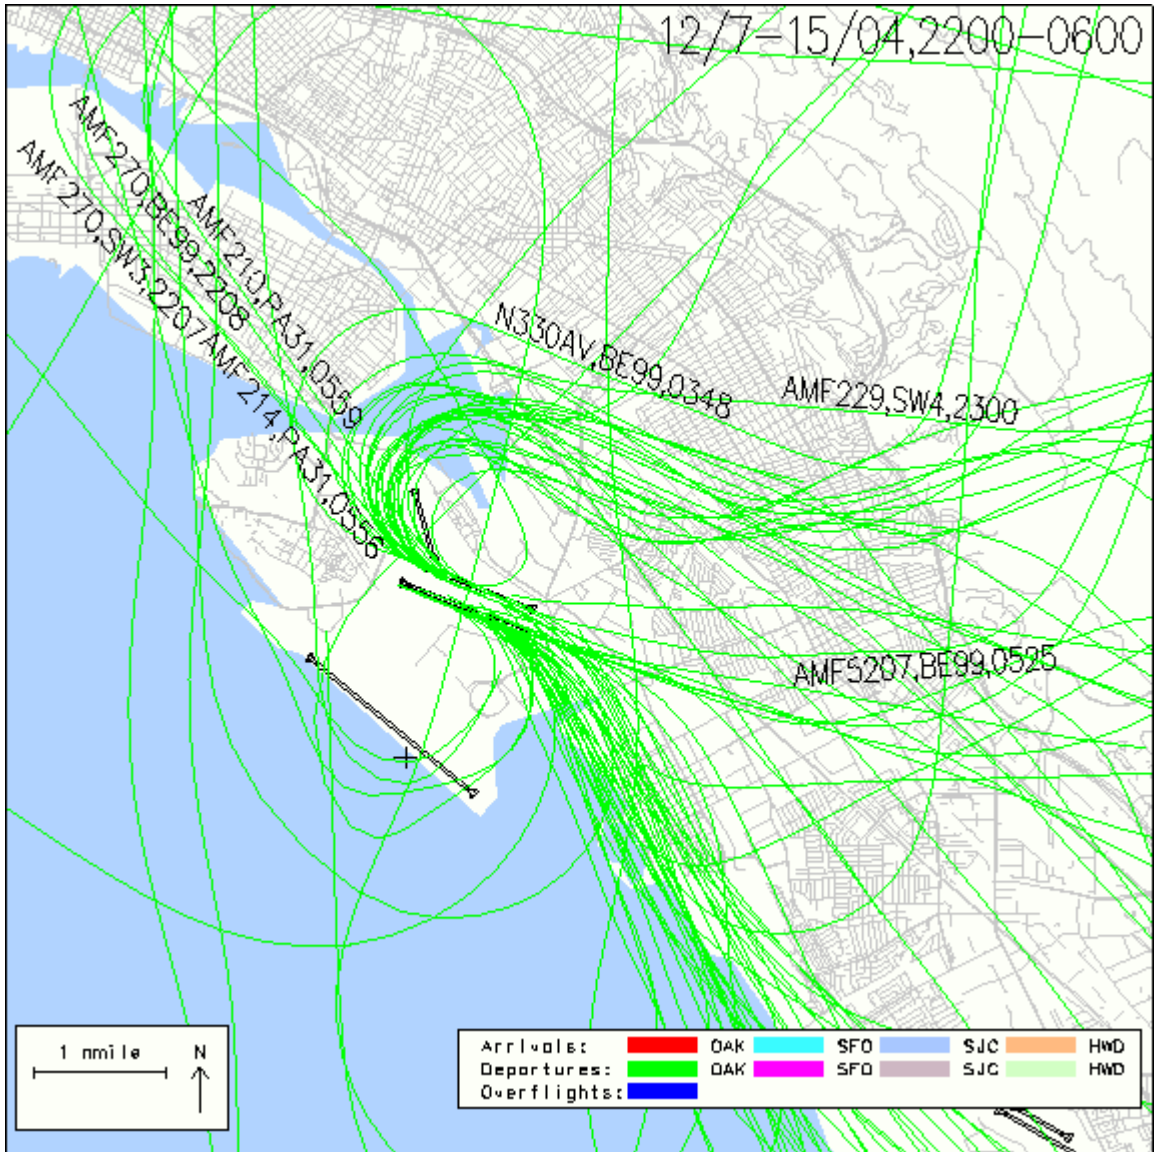 12/7-15/04,2200-0600
AMF270,BE99,2208
AMF270,SW3,2207
AMF210,PA31,0559
AMF214,PA31,0556
N330AV,BE99,0348
AMF229,SW4,2300
AMF5207,BE99,0525
1 nmile N
Arrivals: OAK SFO SJC HWD
Departures: OAK SFO SJC HWD
Overflights: